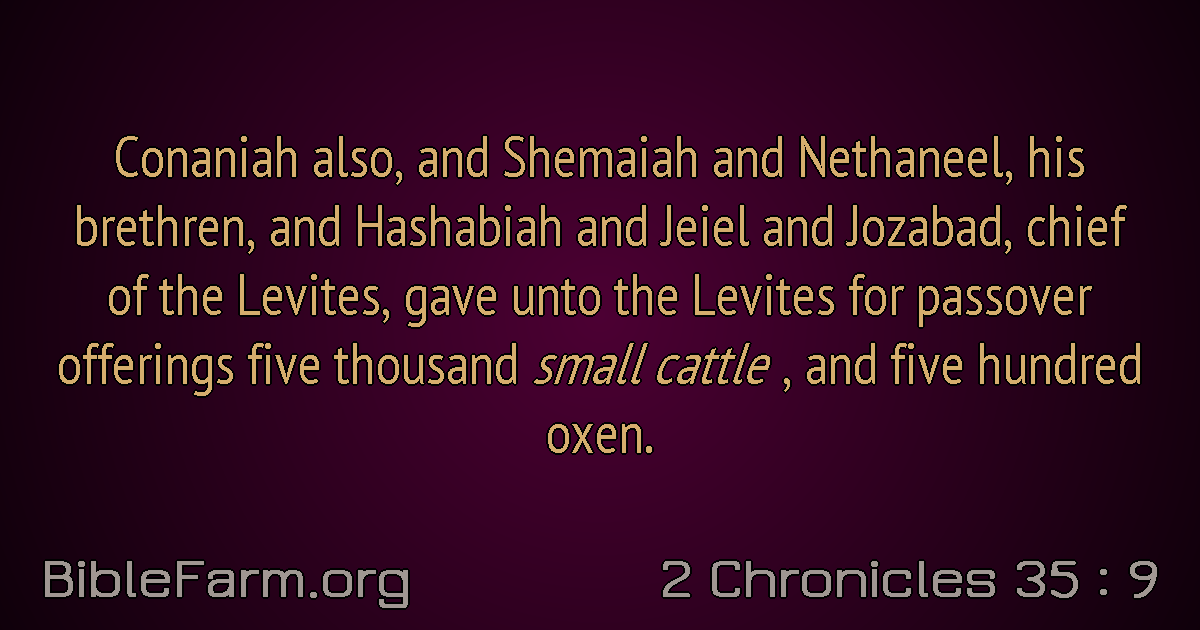 Conaniah also, and Shemaiah and Nethaneel, his
brethren, and Hashabiah and Jeiel and Jozabad, chief
of the Levites, gave unto the Levites for passover
offerings five thousand small cattle , and five hundred
oxen.
BibleFarm.org
2 Chronicles 35 : 9